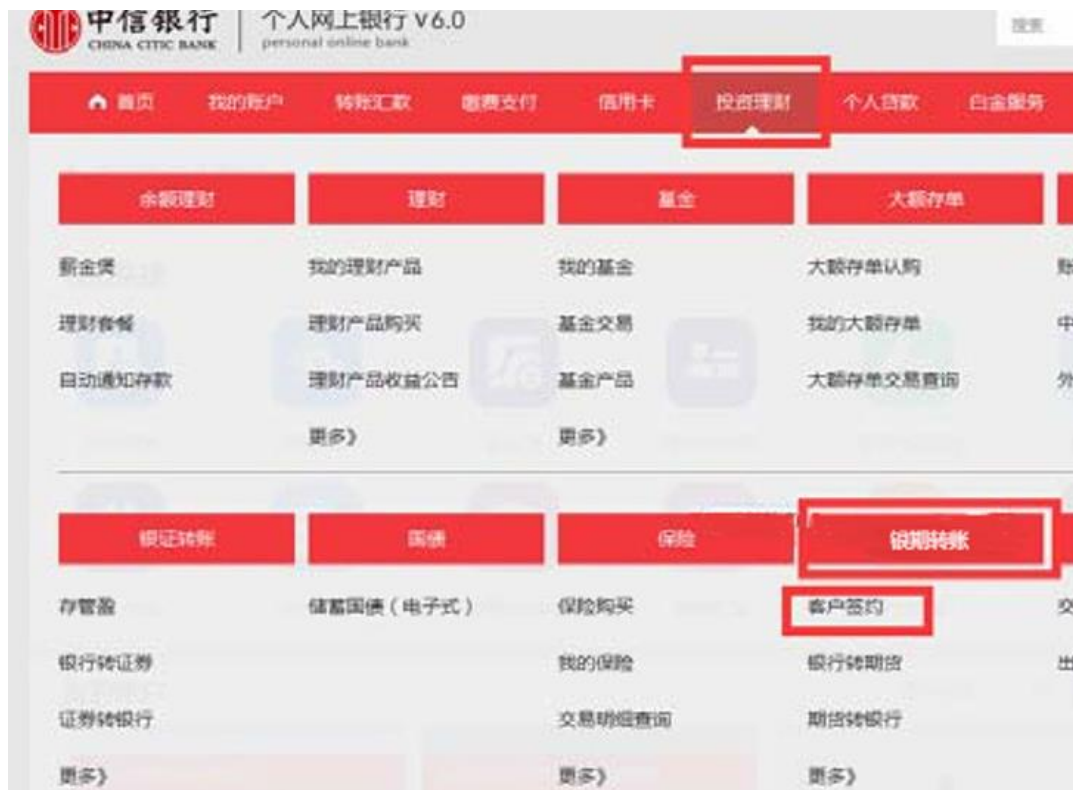 中信银行 个人网上银行 V6.0
CHINA CITIC BANK personal online bank
搜索
首页 我的账户 转账汇款 缴费支付 信用卡 投资理财 个人贷款 白金服务
余额理财 理财 基金 大额存单
薪金煲 我的理财产品 我的基金 大额存单认购 账
理财套餐 理财产品购买 基金交易 我的大额存单 中
自动通知存款 理财产品收益公告 基金产品 大额存单交易查询 外
更多》 更多》
银证转账 国债 保险 银期转账
存管盈 储蓄国债(电子式) 保险购买 客户签约 交
银行转证券 我的保险 银行转期货 出
证券转银行 交易明细查询 期货转银行
更多》 更多》 更多》